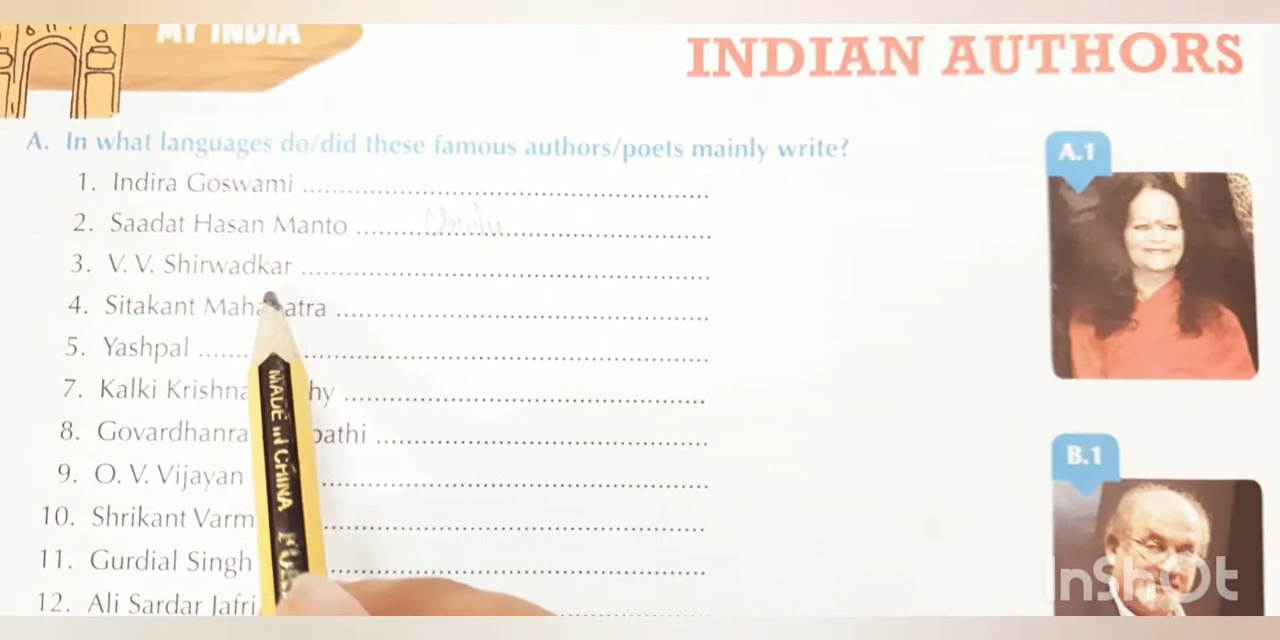 MY INDIA
INDIAN AUTHORS
A. In what languages do/did these famous authors/poets mainly write?
1. Indira Goswami ................................
2. Saadat Hasan Manto ........Urdu........................
A.1
3. V. V. Shirwadkar ................................
4. Sitakant Mahapatra ................................
5. Yashpal ................................
7. Kalki Krishna hy ................................
8. Govardhanra pathi ................................
9. O. V. Vijayan ................................
B.1
10. Shrikant Varm ................................
11. Gurdial Singh ................................
12. Ali Sardar Jafri ................................
MADE IN CHINA
InShOt